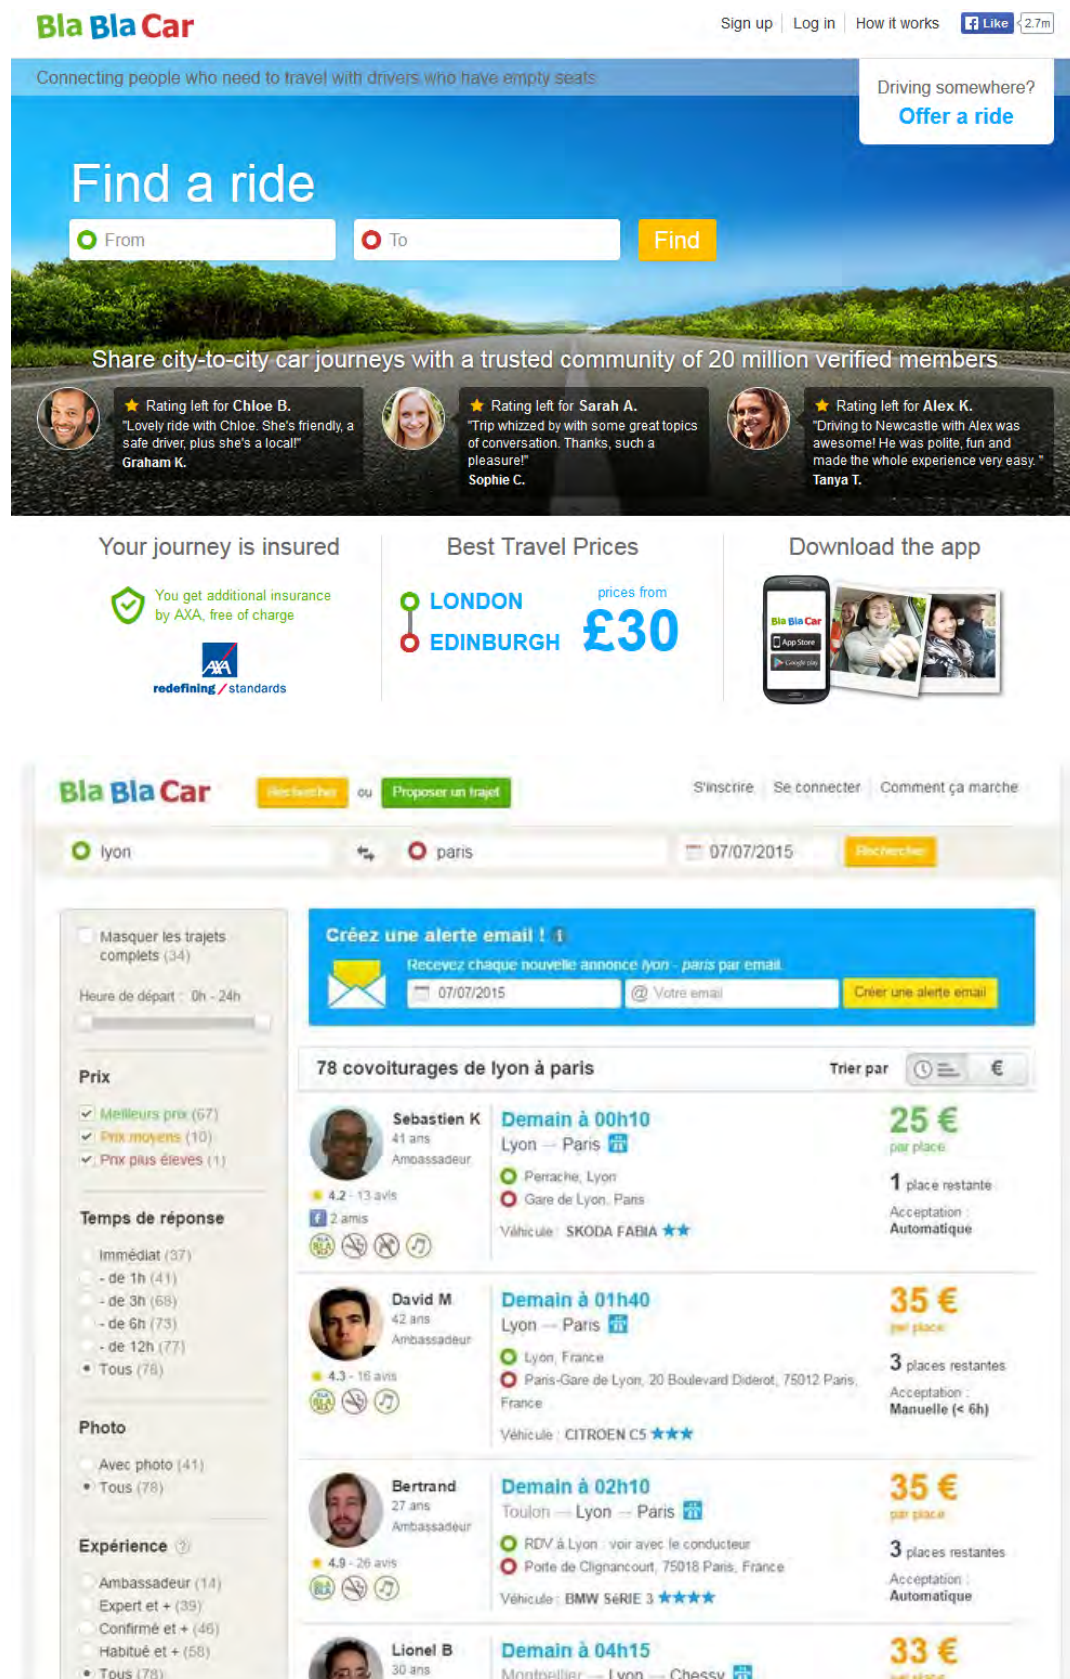 Bla Bla Car
Sign up
Log in
How it works
Like
2.7m
Connecting people who need to travel with drivers who have empty seats
Driving somewhere?
Offer a ride
Find a ride
From
To
Find
Share city-to-city car journeys with a trusted community of 20 million verified members
Rating left for Chloe B.
"Lovely ride with Chloe. She's friendly, a
safe driver, plus she's a local!"
Graham K.
Rating left for Sarah A.
"Trip whizzed by with some great topics
of conversation. Thanks, such a
pleasure!"
Sophie C.
Rating left for Alex K.
"Driving to Newcastle with Alex was
awesome! He was polite, fun and
made the whole experience very easy. "
Tanya T.
Your journey is insured
You get additional insurance
by AXA, free of charge
AXA
redefining / standards
Best Travel Prices
LONDON
EDINBURGH
prices from
£30
Download the app
Bla Bla Car
App Store
Google play
Bla Bla Car
Rechercher
ou
Proposer un trajet
S'inscrire
Se connecter
Comment ça marche
lyon
paris
07/07/2015
Rechercher
Masquer les trajets
complets (34)
Heure de départ : 0h - 24h
Prix
Meilleurs prix (67)
Prix moyens (10)
Prix plus élevés (1)
Temps de réponse
Immédiat (37)
- de 1h (41)
- de 3h (68)
- de 6h (73)
- de 12h (77)
Tous (78)
Photo
Avec photo (41)
Tous (78)
Expérience ?
Ambassadeur (14)
Expert et + (39)
Confirmé et + (46)
Habitué et + (58)
Tous (78)
Créez une alerte email ! i
Recevez chaque nouvelle annonce lyon - paris par email.
07/07/2015
@ Votre email
Créer une alerte email
78 covoiturages de lyon à paris
Trier par
€
Sebastien K
41 ans
Ambassadeur
4.2 - 13 avis
2 amis
BLA BLA
Demain à 00h10
Lyon — Paris
Perrache, Lyon
Gare de Lyon, Paris
Véhicule : SKODA FABIA
25 €
par place
1 place restante
Acceptation :
Automatique
David M
42 ans
Ambassadeur
4.3 - 16 avis
BLA BLA
Demain à 01h40
Lyon — Paris
Lyon, France
Paris-Gare de Lyon, 20 Boulevard Diderot, 75012 Paris,
France
Véhicule : CITROEN C5
35 €
par place
3 places restantes
Acceptation :
Manuelle (< 6h)
Bertrand
27 ans
Ambassadeur
4.9 - 26 avis
BLA BLA
Demain à 02h10
Toulon — Lyon — Paris
RDV à Lyon : voir avec le conducteur
Porte de Clignancourt, 75018 Paris, France
Véhicule : BMW SéRIE 3
35 €
par place
3 places restantes
Acceptation :
Automatique
Lionel B
30 ans
Demain à 04h15
Montpellier — Lyon — Chessy
33 €
par place